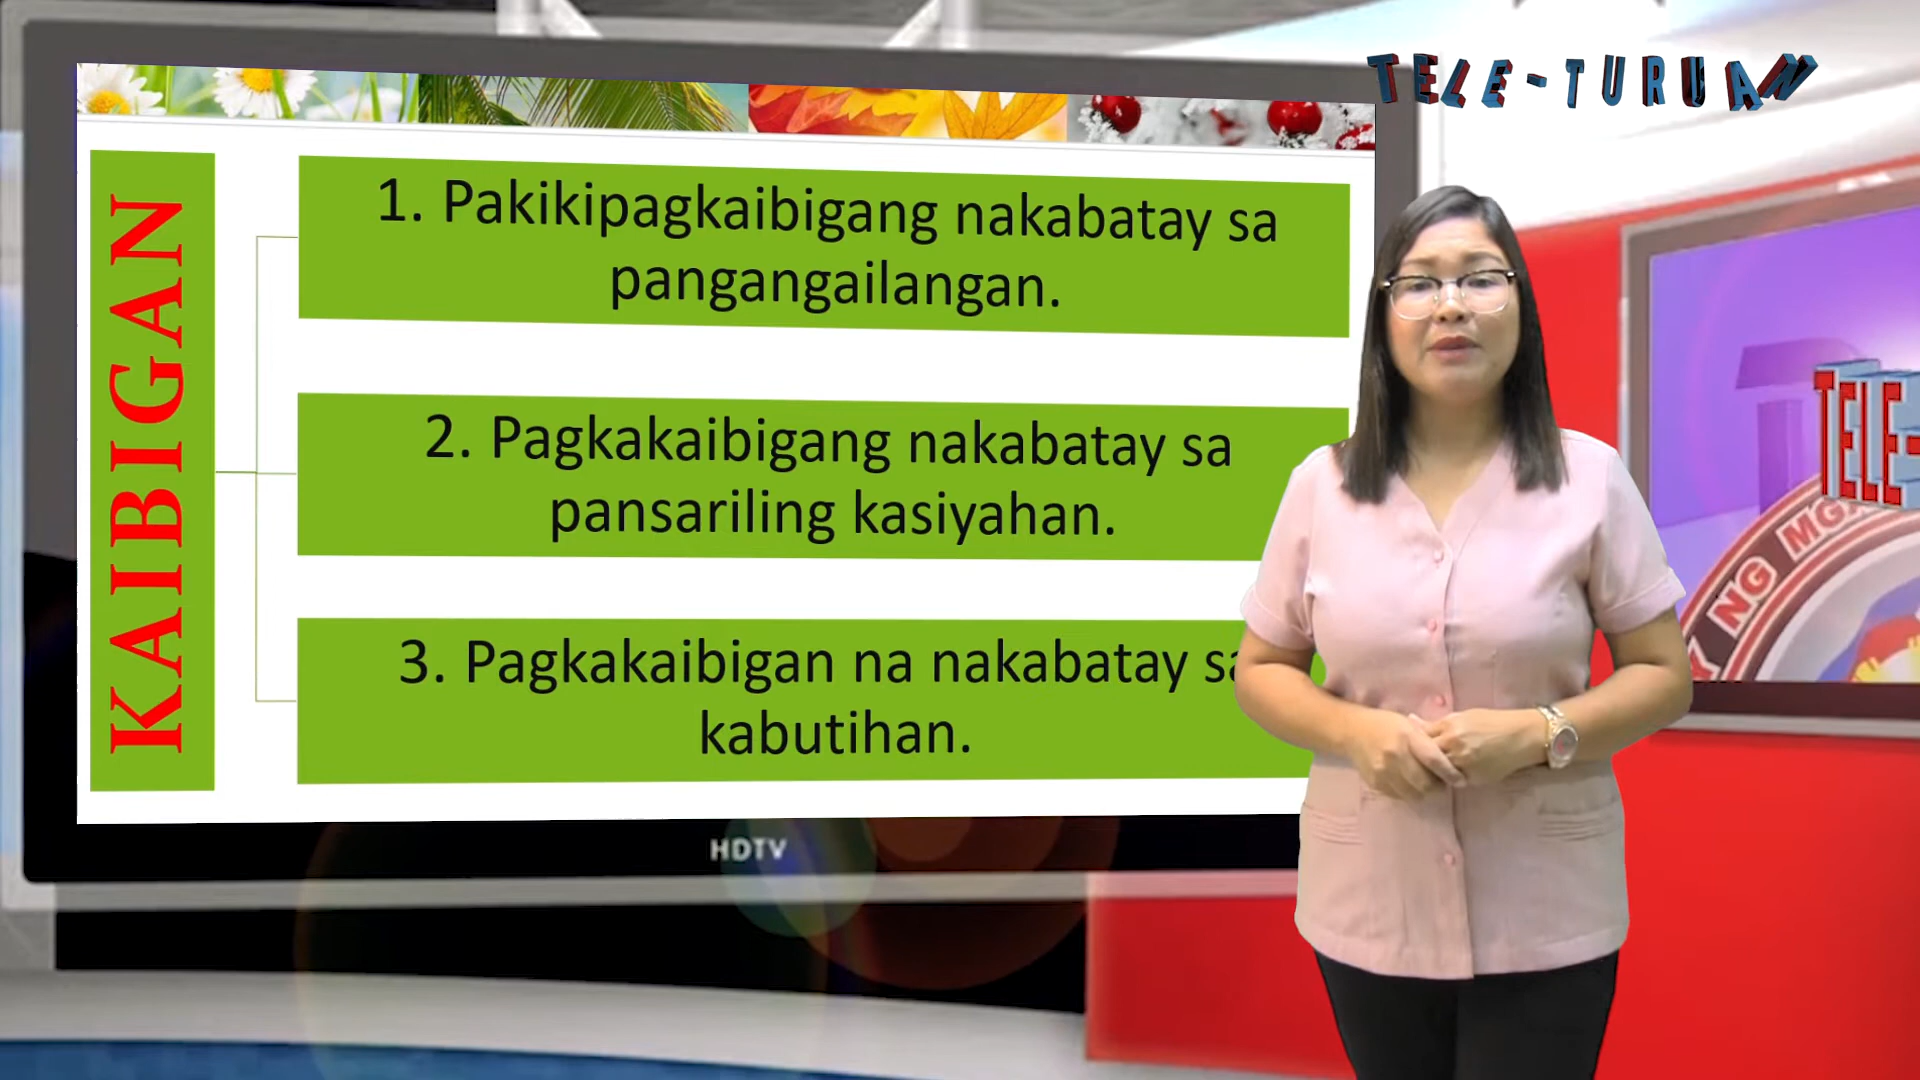 TELE-TURUAN
KAIBIGAN
1. Pakikipagkaibigang nakabatay sa
pangangailangan.
2. Pagkakaibigang nakabatay sa
pansariling kasiyahan.
3. Pagkakaibigan na nakabatay sa
kabutihan.
HDTV
TELE-
NG MGA